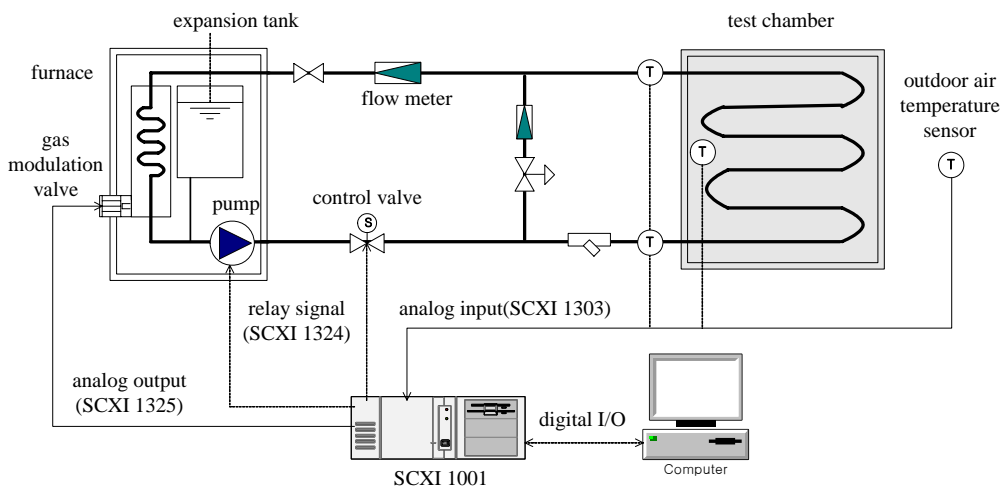 expansion tank
test chamber
furnace
flow meter
outdoor air
temperature
sensor
T
T
T
gas
modulation
valve
pump
control valve
S
T
relay signal
(SCXI 1324)
analog input(SCXI 1303)
analog output
(SCXI 1325)
digital I/O
SCXI 1001
Computer